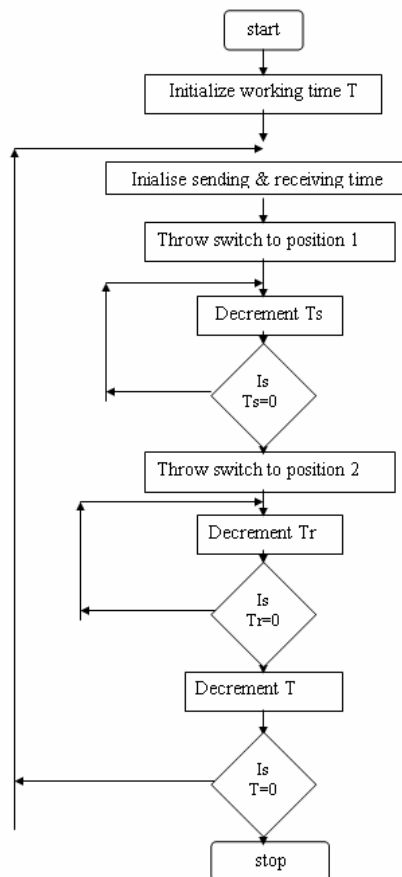 start
Initialize working time T
Inialise sending & receiving time
Throw switch to position 1
Decrement Ts
Is
Ts=0
Throw switch to position 2
Decrement Tr
Is
Tr=0
Decrement T
Is
T=0
stop